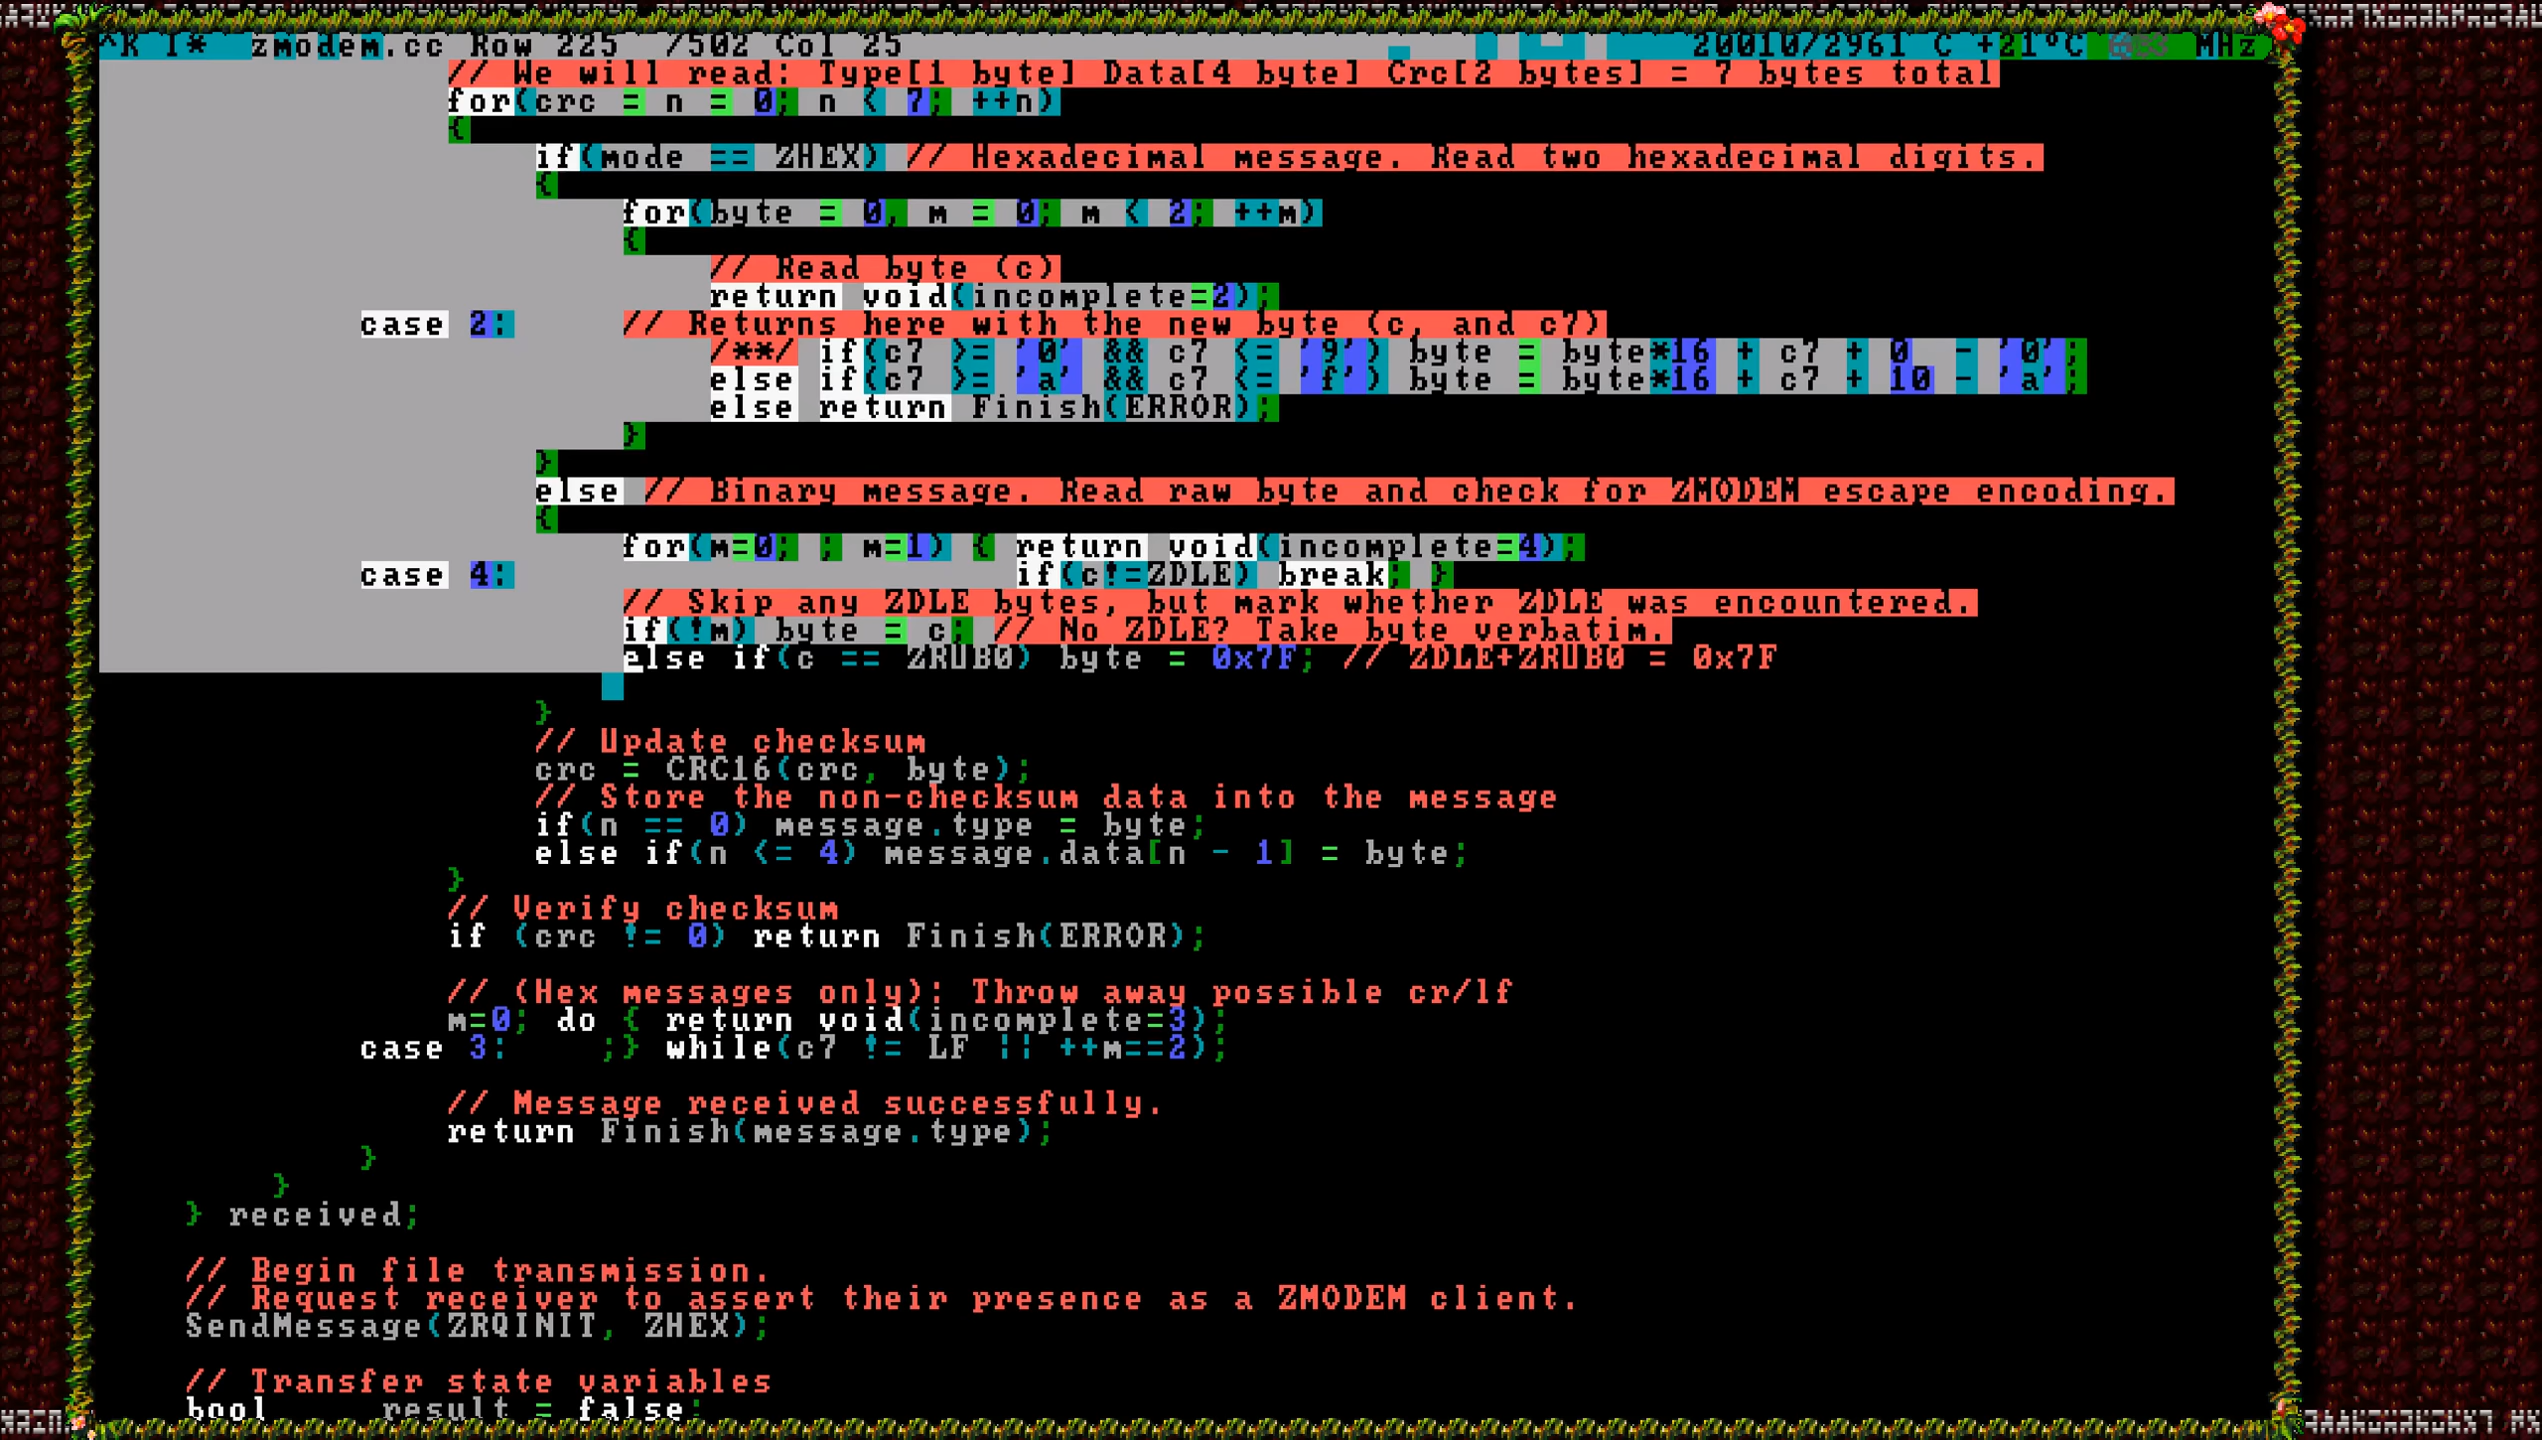 ^K I* zmodem.cc Row 225 /502 Col 25 20010/2961 C +21ºC MHz
// We will read: Type[1 byte] Data[4 byte] Crc[2 bytes] = 7 bytes total
for(crc = n = 0; n < 7; ++n)
{
if(mode == ZHEX) // Hexadecimal message. Read two hexadecimal digits.
{
for(byte = 0, m = 0; m < 2; ++m)
{
// Read byte (c)
return void(incomplete=2);
case 2: // Returns here with the new byte (c, and c7)
/**/ if(c7 >= '0' && c7 <= '9') byte = byte*16 + c7 + 0 - '0';
else if(c7 >= 'a' && c7 <= 'f') byte = byte*16 + c7 + 10 - 'a';
else return Finish(ERROR);
}
}
else // Binary message. Read raw byte and check for ZMODEM escape encoding.
{
for(m=0; ; m=1) { return void(incomplete=4);
case 4: if(c!=ZDLE) break; }
// Skip any ZDLE bytes, but mark whether ZDLE was encountered.
if(!m) byte = c; // No ZDLE? Take byte verbatim.
else if(c == ZRUB0) byte = 0x7F; // ZDLE+ZRUB0 = 0x7F
}
// Update checksum
crc = CRC16(crc, byte);
// Store the non-checksum data into the message
if(n == 0) message.type = byte;
else if(n <= 4) message.data[n - 1] = byte;
}
// Verify checksum
if (crc != 0) return Finish(ERROR);
// (Hex messages only): Throw away possible cr/lf
m=0; do { return void(incomplete=3);
case 3: ;} while(c7 != LF || ++m==2);
// Message received successfully.
return Finish(message.type);
}
}
} received;
// Begin file transmission.
// Request receiver to assert their presence as a ZMODEM client.
SendMessage(ZRQINIT, ZHEX);
// Transfer state variables
bool result = false;